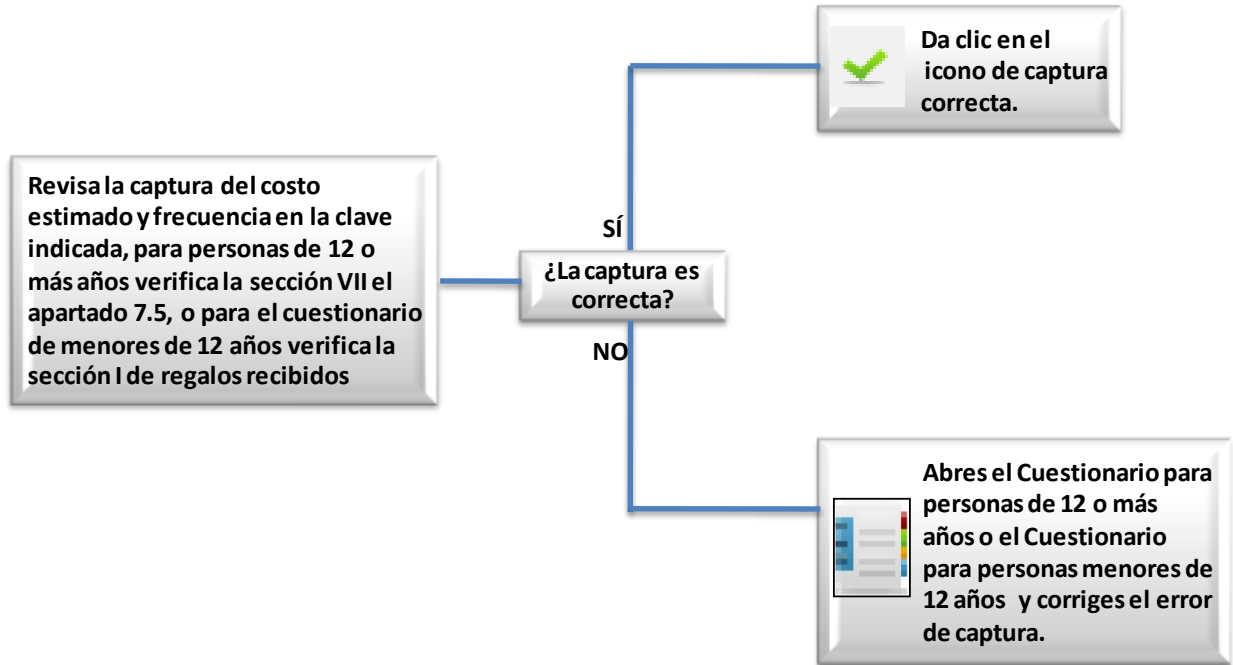 Da clic en el
icono de captura
correcta.
Revisa la captura del costo
estimado y frecuencia en la clave
indicada, para personas de 12 o
más años verifica la sección VII el
apartado 7.5, o para el cuestionario
de menores de 12 años verifica la
sección I de regalos recibidos
SÍ
¿La captura es
correcta?
NO
Abres el Cuestionario para
personas de 12 o más
años o el Cuestionario
para personas menores de
12 años y corriges el error
de captura.